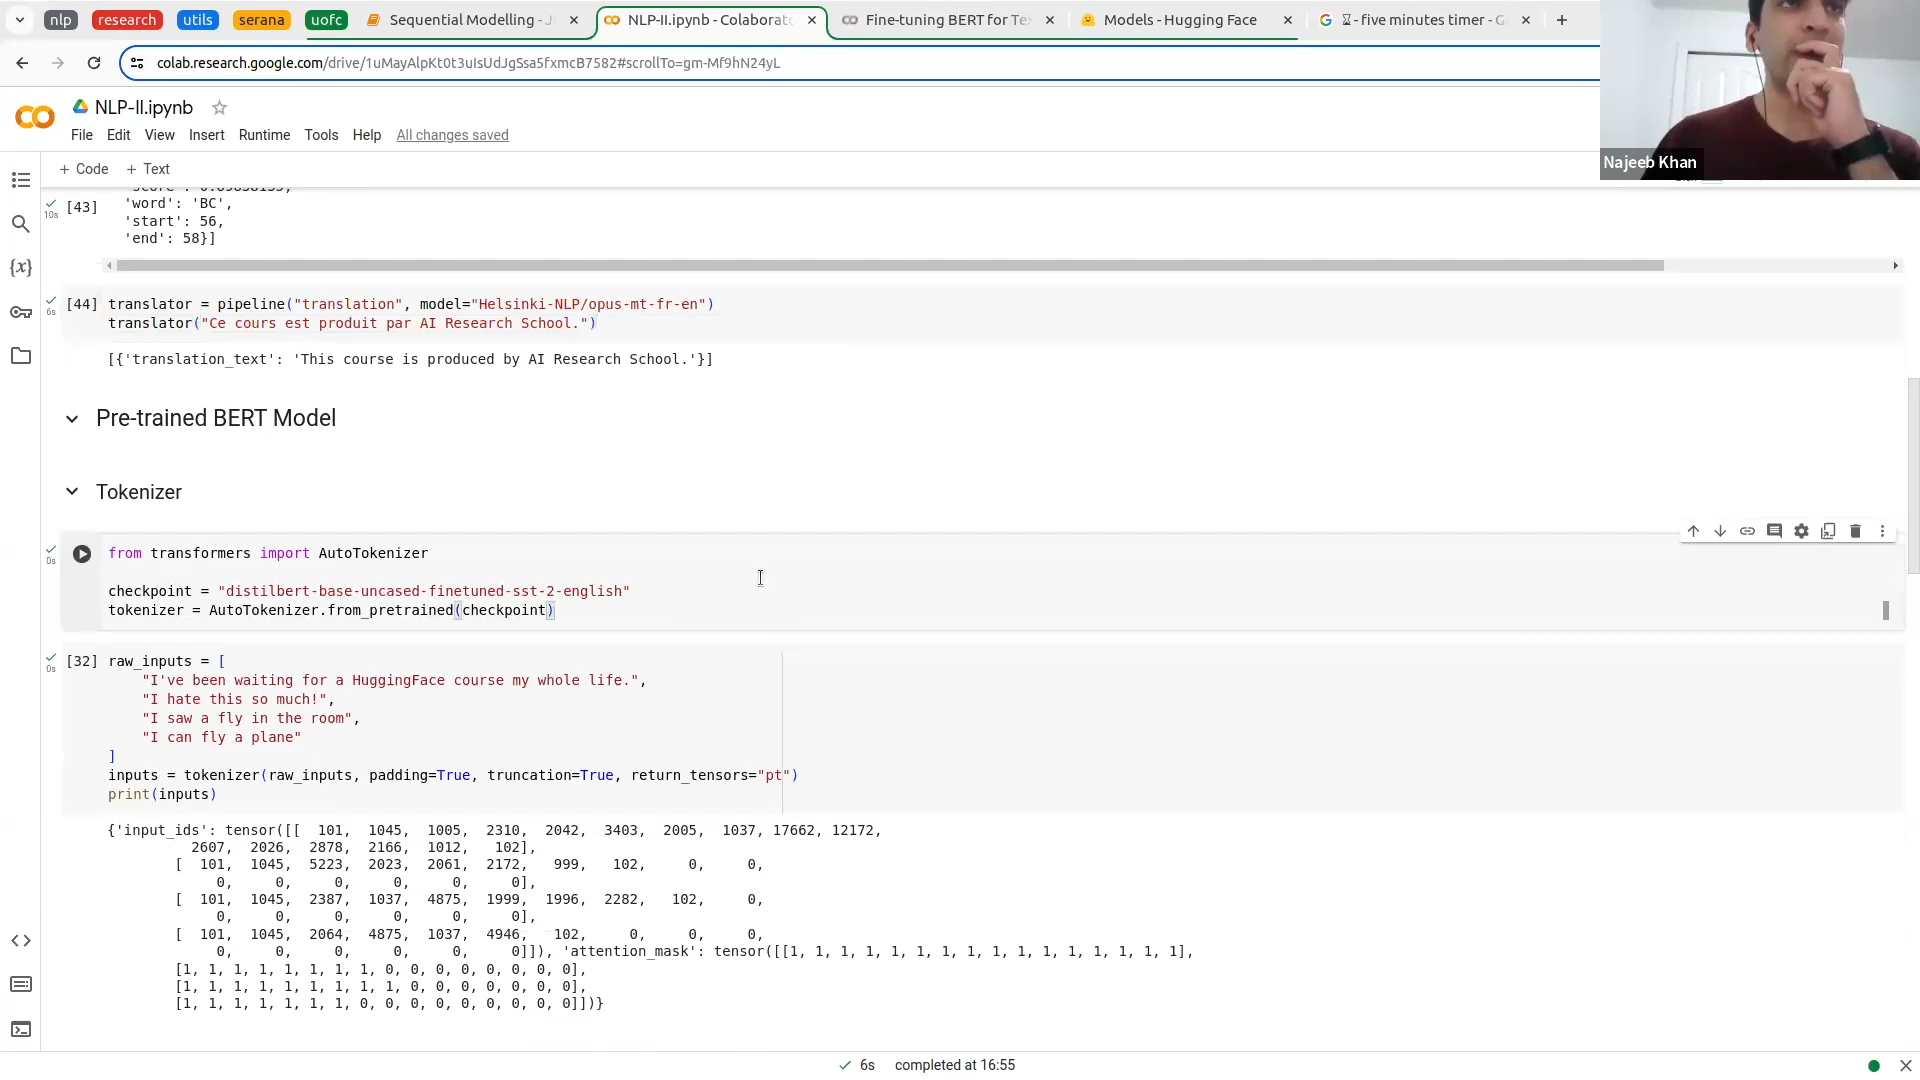 nlp research utils serana uofc Sequential Modelling - J NLP-II.ipynb - Colaborato Fine-tuning BERT for Te Models - Hugging Face ⌛ - five minutes timer - G
colab.research.google.com/drive/1uMayAlpKt0t3uIsUdJgSsa5fxmcB7582#scrollTo=gm-Mf9hN24yL
NLP-II.ipynb
File Edit View Insert Runtime Tools Help All changes saved
Najeeb Khan
+ Code + Text
[43] 'word': 'BC',
10s
'start': 56,
'end': 58}]
[44] translator = pipeline("translation", model="Helsinki-NLP/opus-mt-fr-en")
6s
translator("Ce cours est produit par AI Research School.")
[{'translation_text': 'This course is produced by AI Research School.'}]
Pre-trained BERT Model
Tokenizer
from transformers import AutoTokenizer
0s
checkpoint = "distilbert-base-uncased-finetuned-sst-2-english"
tokenizer = AutoTokenizer.from_pretrained(checkpoint)
[32] raw_inputs = [
0s
"I've been waiting for a HuggingFace course my whole life.",
"I hate this so much!",
"I saw a fly in the room",
"I can fly a plane"
]
inputs = tokenizer(raw_inputs, padding=True, truncation=True, return_tensors="pt")
print(inputs)
{'input_ids': tensor([[ 101, 1045, 1005, 2310, 2042, 3403, 2005, 1037, 17662, 12172,
2607, 2026, 2878, 2166, 1012, 102],
[ 101, 1045, 5223, 2023, 2061, 2172, 999, 102, 0, 0,
0, 0, 0, 0, 0, 0],
[ 101, 1045, 2387, 1037, 4875, 1999, 1996, 2282, 102, 0,
0, 0, 0, 0, 0, 0],
[ 101, 1045, 2064, 4875, 1037, 4946, 102, 0, 0, 0,
0, 0, 0, 0, 0, 0]]), 'attention_mask': tensor([[1, 1, 1, 1, 1, 1, 1, 1, 1, 1, 1, 1, 1, 1, 1, 1],
[1, 1, 1, 1, 1, 1, 1, 1, 0, 0, 0, 0, 0, 0, 0, 0],
[1, 1, 1, 1, 1, 1, 1, 1, 1, 0, 0, 0, 0, 0, 0, 0],
[1, 1, 1, 1, 1, 1, 1, 0, 0, 0, 0, 0, 0, 0, 0, 0]])}
6s completed at 16:55